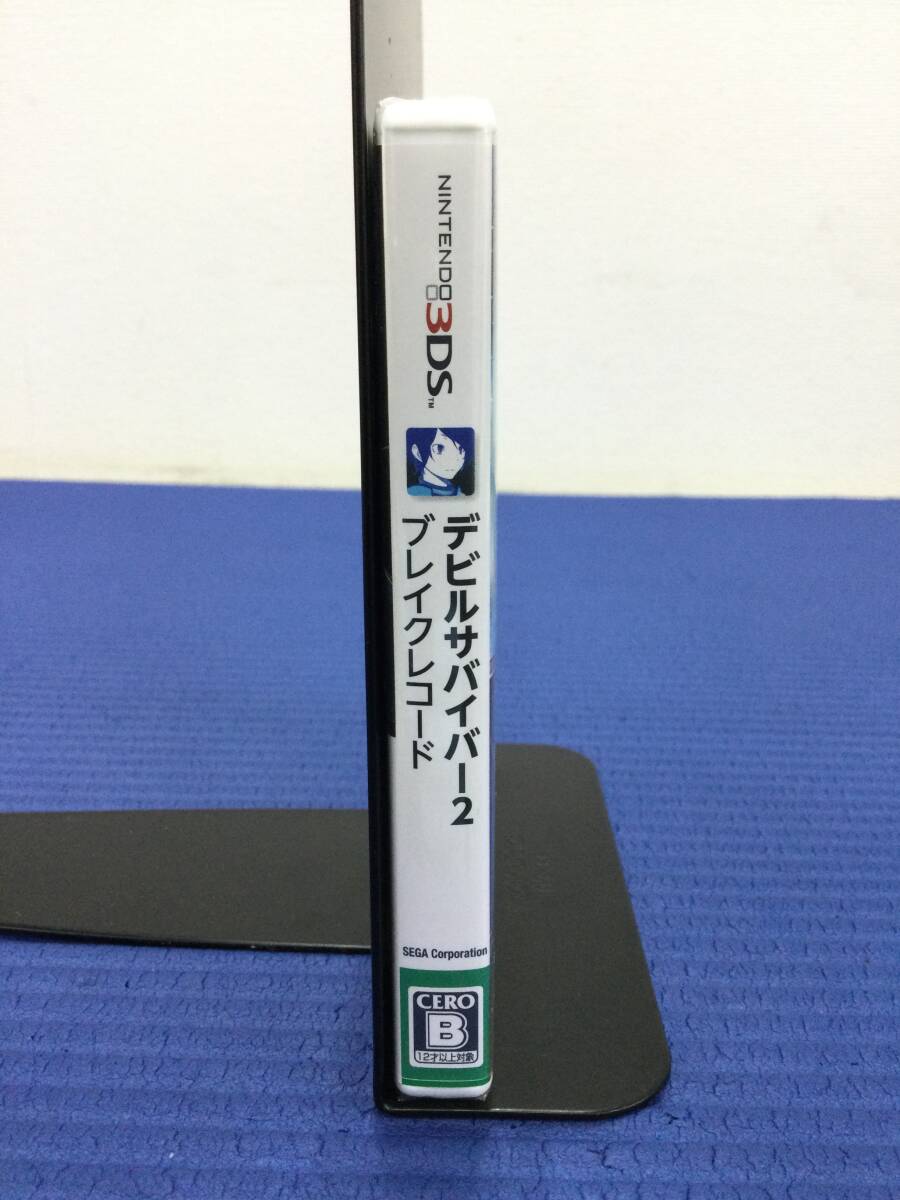 NINTENDO 3DS™
デビルサバイバー2
ブレイクレコード
SEGA Corporation
CERO
B
12才以上対象